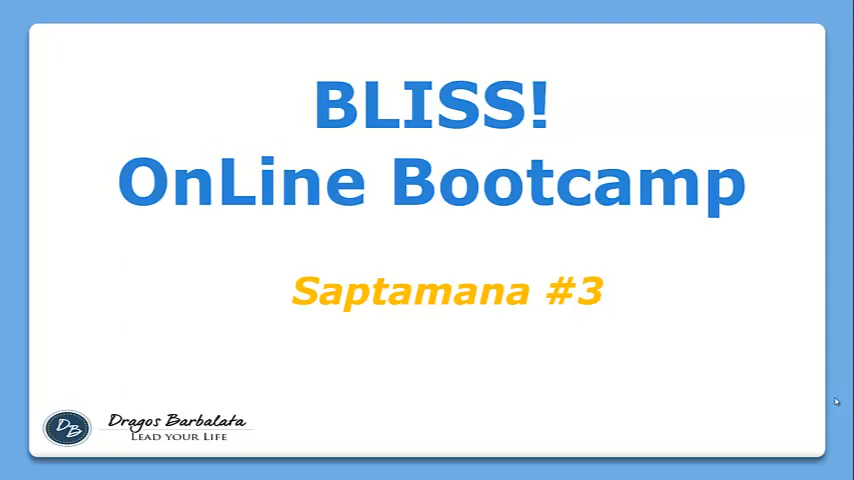 BLISS!
OnLine Bootcamp
Saptamana #3
DB
Dragos Barbalata
LEAD YOUR LIFE